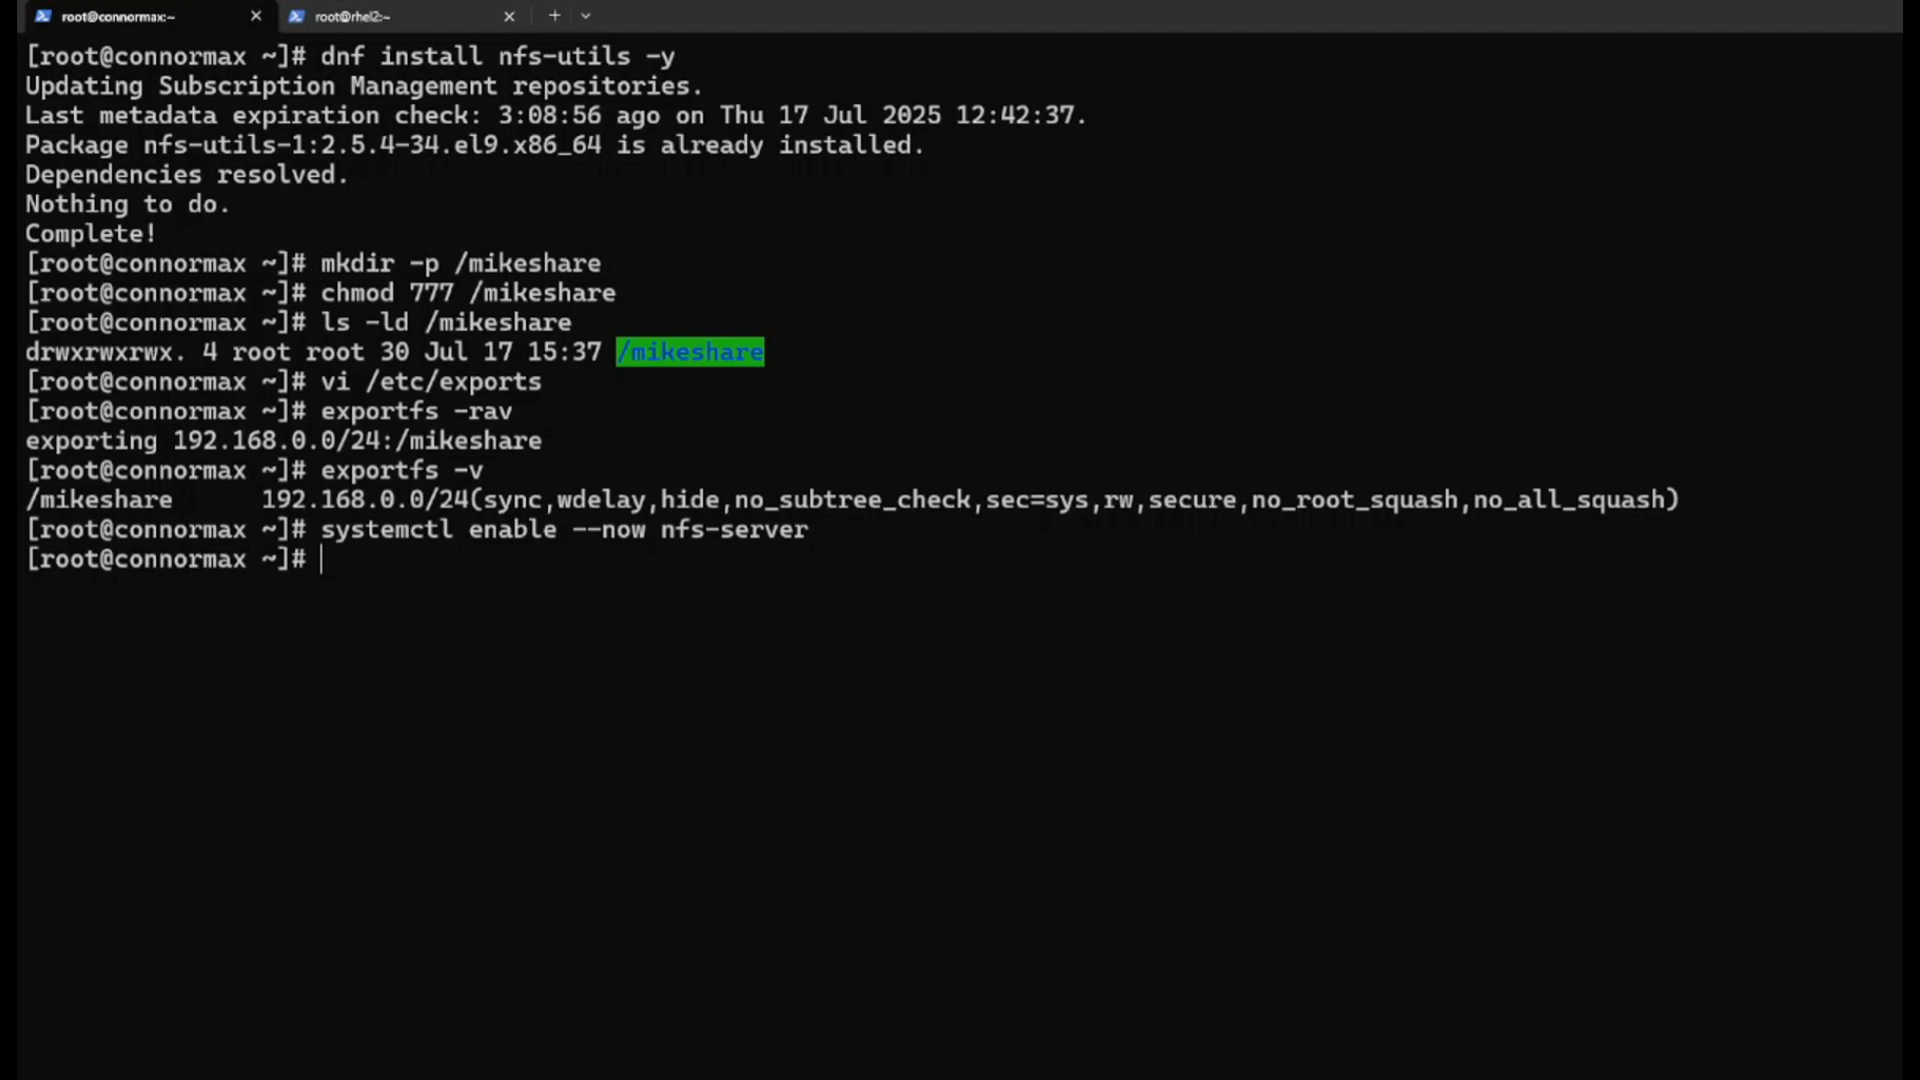 root@connormax:~
root@rhel2:~
[root@connormax ~]# dnf install nfs-utils -y
Updating Subscription Management repositories.
Last metadata expiration check: 3:08:56 ago on Thu 17 Jul 2025 12:42:37.
Package nfs-utils-1:2.5.4-34.el9.x86_64 is already installed.
Dependencies resolved.
Nothing to do.
Complete!
[root@connormax ~]# mkdir -p /mikeshare
[root@connormax ~]# chmod 777 /mikeshare
[root@connormax ~]# ls -ld /mikeshare
drwxrwxrwx. 4 root root 30 Jul 17 15:37 /mikeshare
[root@connormax ~]# vi /etc/exports
[root@connormax ~]# exportfs -rav
exporting 192.168.0.0/24:/mikeshare
[root@connormax ~]# exportfs -v
/mikeshare      192.168.0.0/24(sync,wdelay,hide,no_subtree_check,sec=sys,rw,secure,no_root_squash,no_all_squash)
[root@connormax ~]# systemctl enable --now nfs-server
[root@connormax ~]#